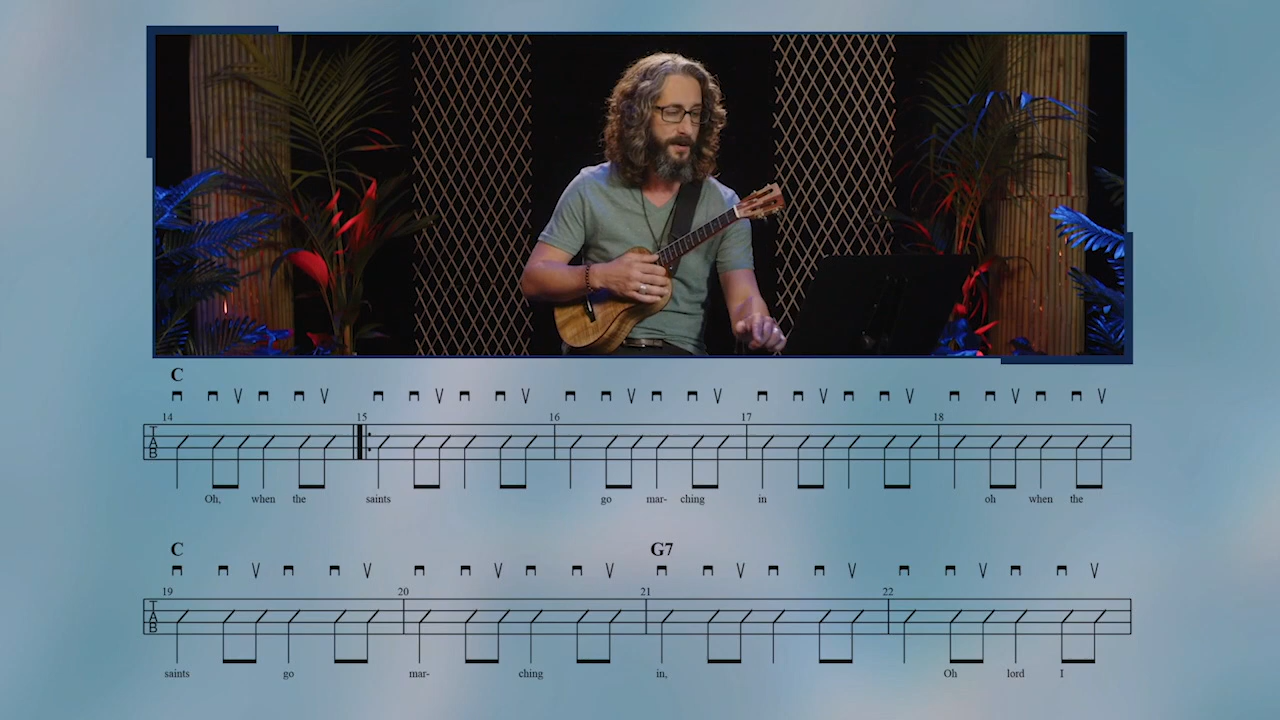 C
14 15 16 17 18
T
A
B
Oh, when the saints go mar- ching in oh when the
C G7
19 20 21 22
T
A
B
saints go mar- ching in, Oh lord I